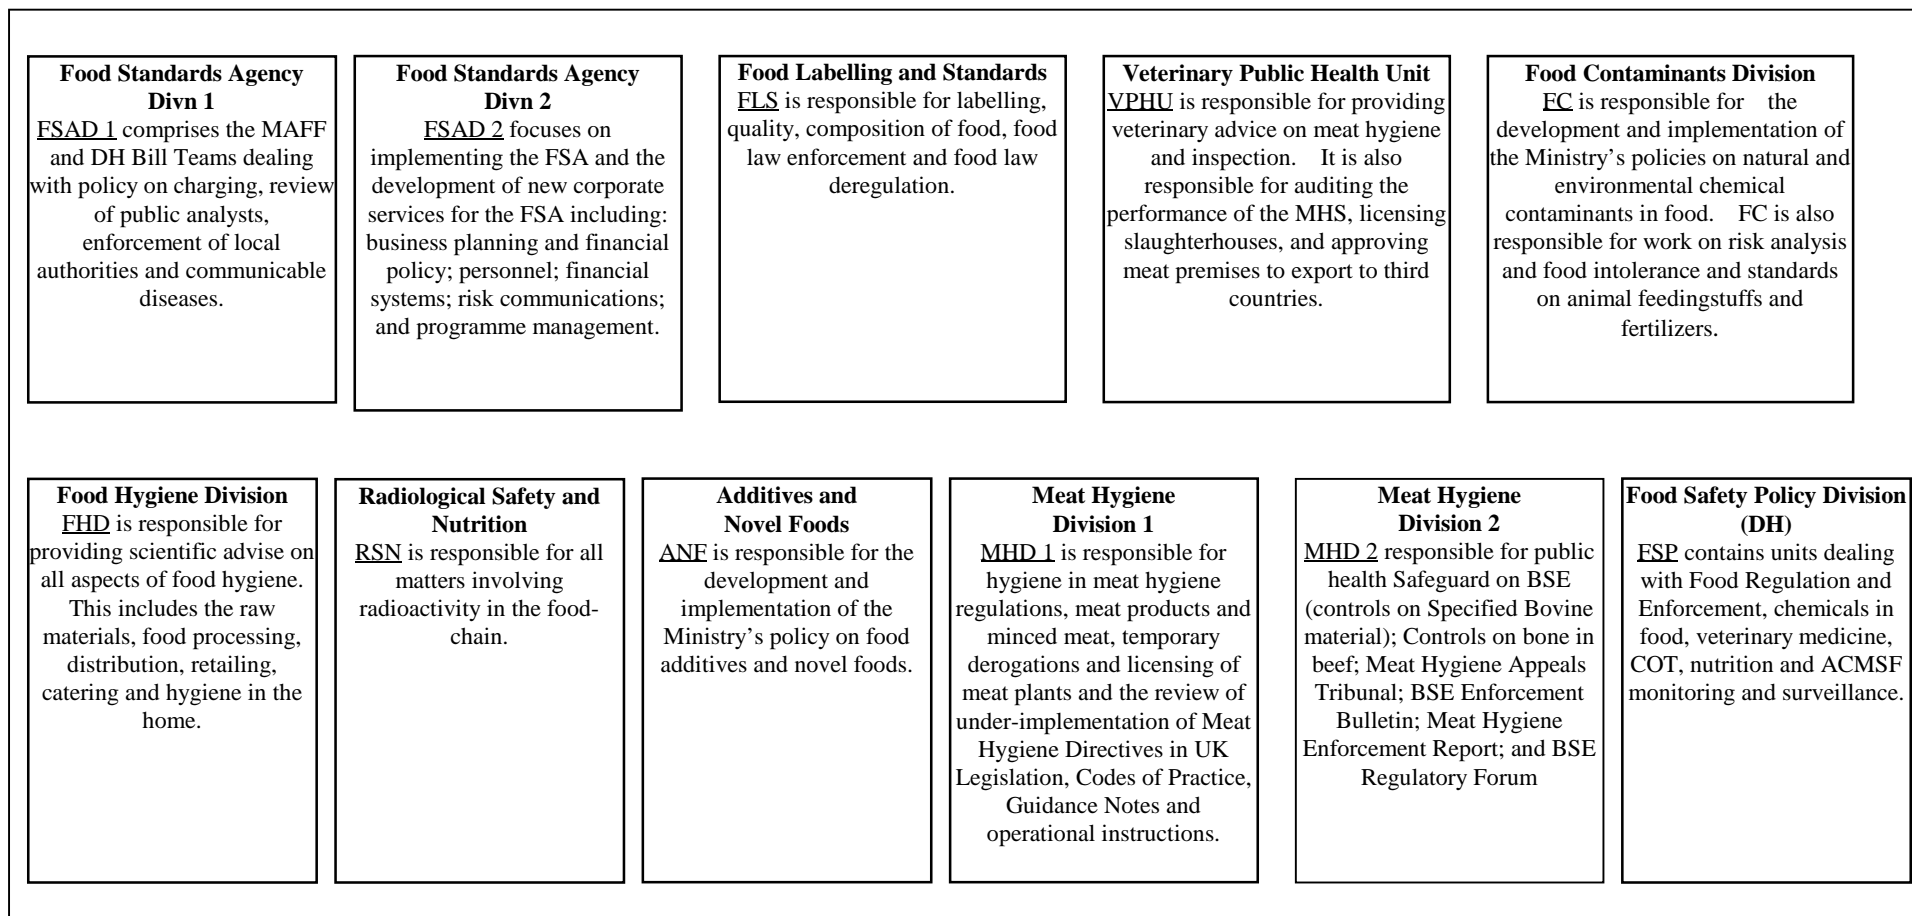 Food Standards Agency
Divn 1
FSAD 1 comprises the MAFF
and DH Bill Teams dealing
with policy on charging, review
of public analysts,
enforcement of local
authorities and communicable
diseases.
Food Standards Agency
Divn 2
FSAD 2 focuses on
implementing the FSA and the
development of new corporate
services for the FSA including:
business planning and financial
policy; personnel; financial
systems; risk communications;
and programme management.
Food Labelling and Standards
FLS is responsible for labelling,
quality, composition of food, food
law enforcement and food law
deregulation.
Veterinary Public Health Unit
VPHU is responsible for providing
veterinary advice on meat hygiene
and inspection. It is also
responsible for auditing the
performance of the MHS, licensing
slaughterhouses, and approving
meat premises to export to third
countries.
Food Contaminants Division
FC is responsible for the
development and implementation of
the Ministry’s policies on natural and
environmental chemical
contaminants in food. FC is also
responsible for work on risk analysis
and food intolerance and standards
on animal feedingstuffs and
fertilizers.
Food Hygiene Division
FHD is responsible for
providing scientific advise on
all aspects of food hygiene.
This includes the raw
materials, food processing,
distribution, retailing,
catering and hygiene in the
home.
Radiological Safety and
Nutrition
RSN is responsible for all
matters involving
radioactivity in the food-
chain.
Additives and
Novel Foods
ANF is responsible for the
development and
implementation of the
Ministry’s policy on food
additives and novel foods.
Meat Hygiene
Division 1
MHD 1 is responsible for
hygiene in meat hygiene
regulations, meat products and
minced meat, temporary
derogations and licensing of
meat plants and the review of
under-implementation of Meat
Hygiene Directives in UK
Legislation, Codes of Practice,
Guidance Notes and
operational instructions.
Meat Hygiene
Division 2
MHD 2 responsible for public
health Safeguard on BSE
(controls on Specified Bovine
material); Controls on bone in
beef; Meat Hygiene Appeals
Tribunal; BSE Enforcement
Bulletin; Meat Hygiene
Enforcement Report; and BSE
Regulatory Forum
Food Safety Policy Division
(DH)
FSP contains units dealing
with Food Regulation and
Enforcement, chemicals in
food, veterinary medicine,
COT, nutrition and ACMSF
monitoring and surveillance.